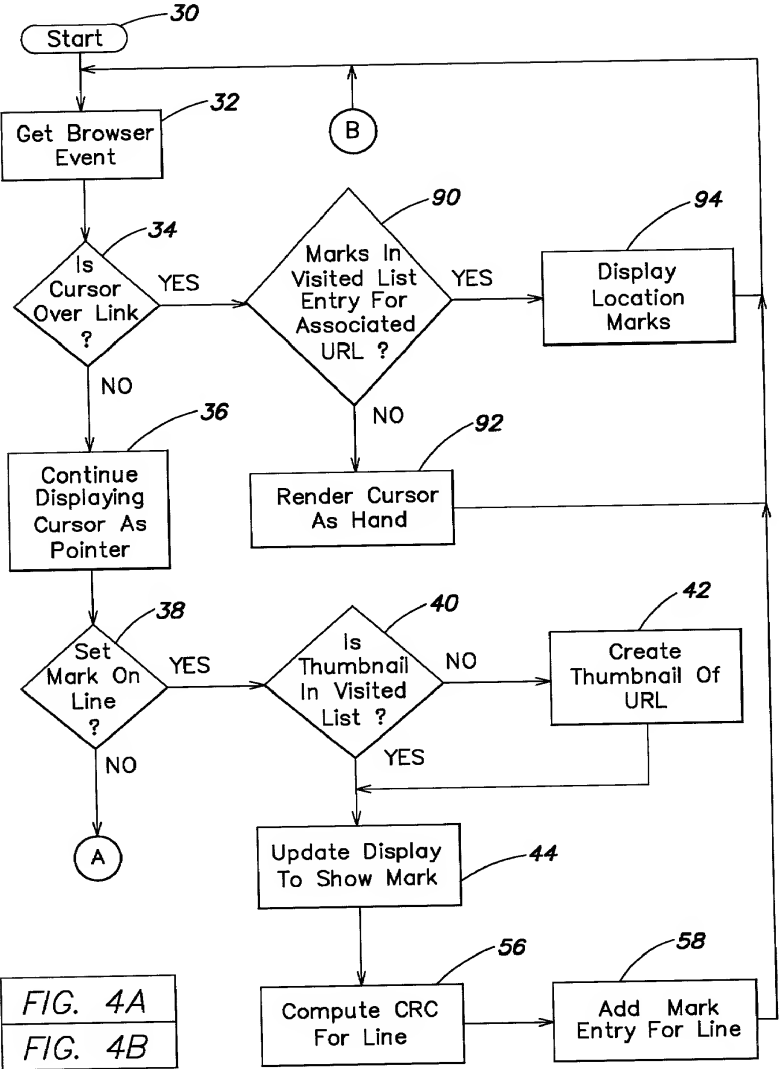 Start
30
Get Browser
Event
32
B
Is
Cursor
Over Link
?
34
YES
NO
Marks In
Visited List
Entry For
Associated
URL ?
90
YES
NO
Display
Location
Marks
94
Continue
Displaying
Cursor As
Pointer
36
Render Cursor
As Hand
92
Set
Mark On
Line
?
38
YES
NO
Is
Thumbnail
In Visited
List ?
40
NO
YES
Create
Thumbnail Of
URL
42
A
Update Display
To Show Mark
44
Compute CRC
For Line
56
Add Mark
Entry For Line
58
FIG. 4A
FIG. 4B